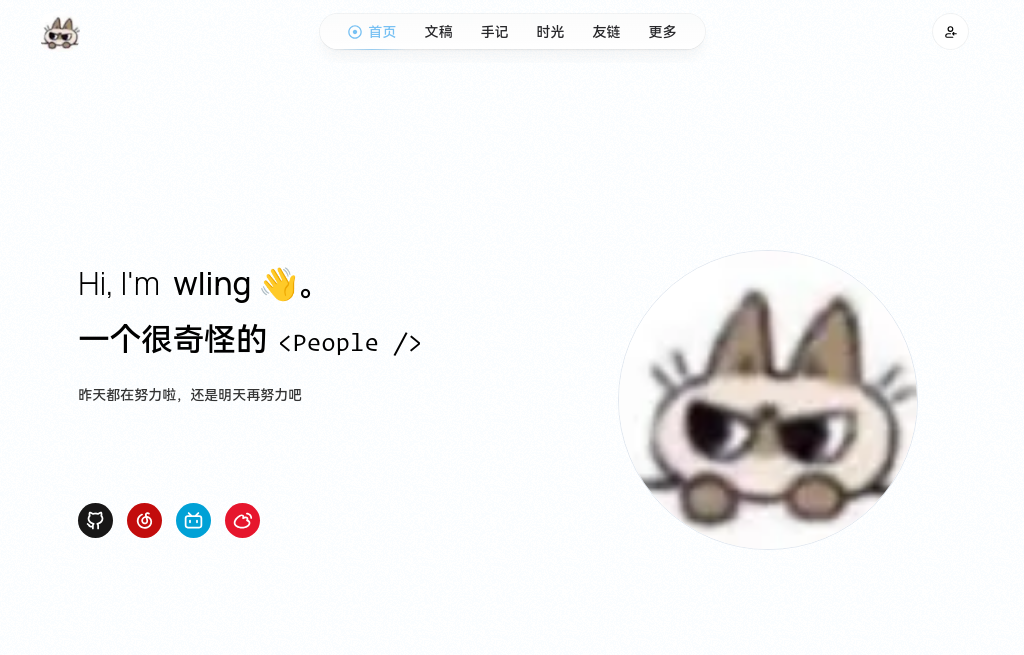 首页 文稿 手记 时光 友链 更多
Hi, I'm wling 👋。
一个很奇怪的 <People />
昨天都在努力啦，还是明天再努力吧